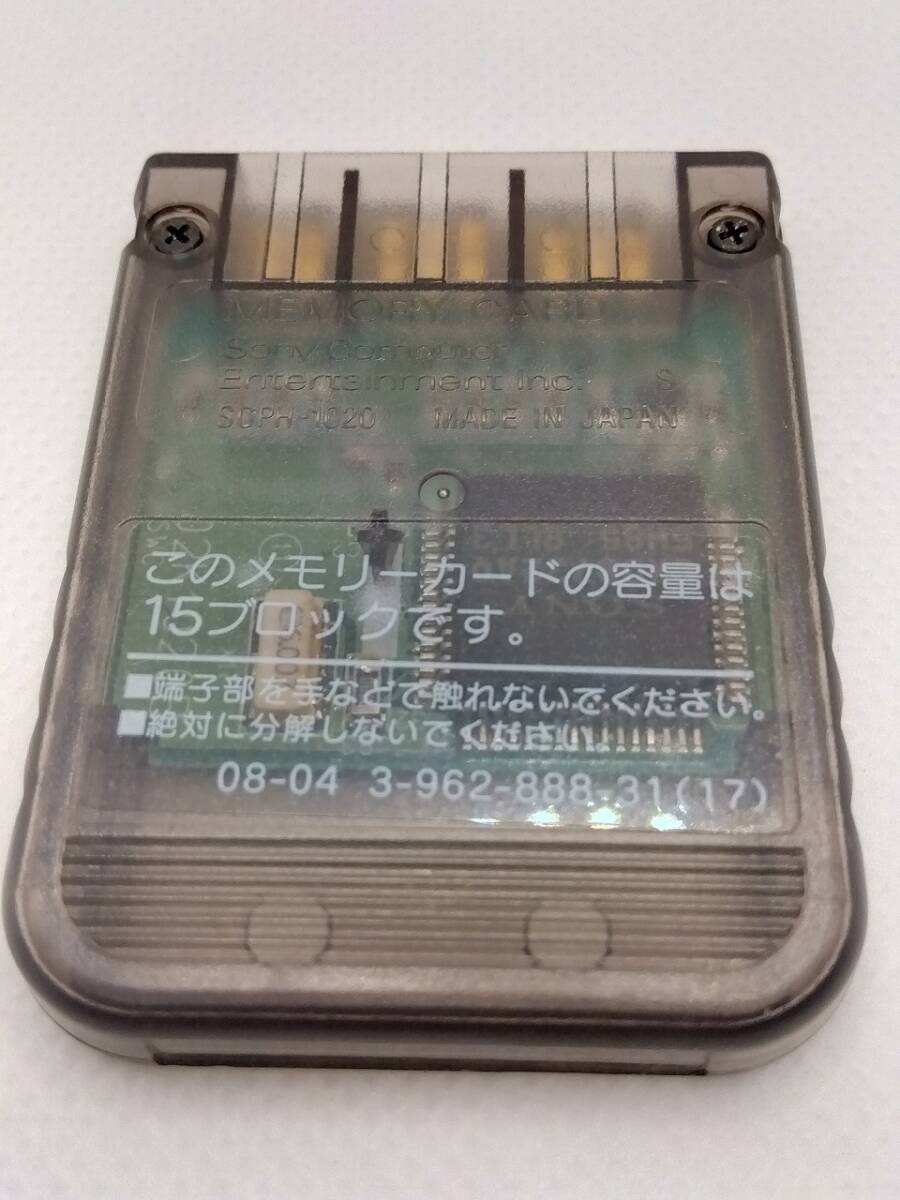 MEMORY CARD
Sony Computer
Entertainment Inc. S
SCPH-1020 MADE IN JAPAN
このメモリーカードの容量は
15ブロックです。
■端子部を手などで触れないでください。
■絶対に分解しないでください。
08-04 3-962-888-31(17)